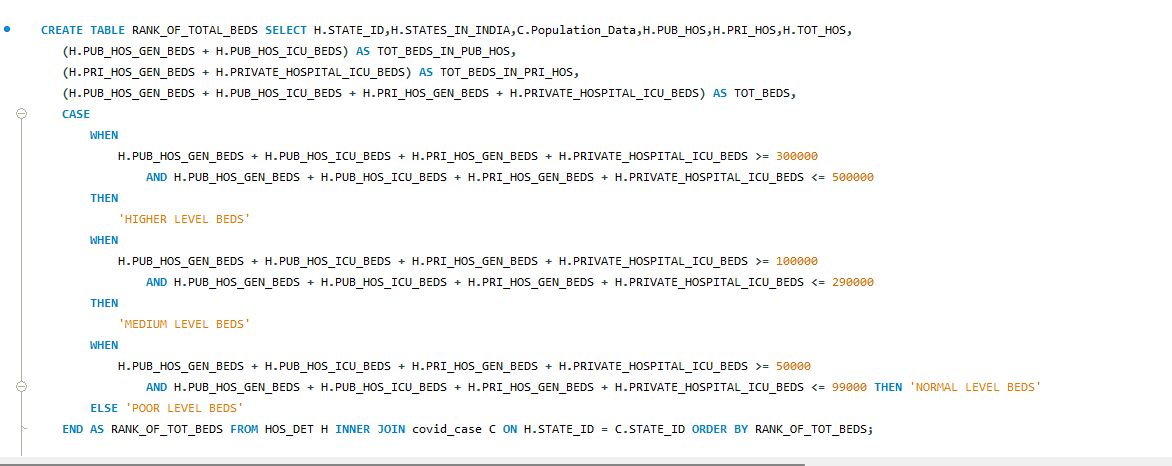 CREATE TABLE RANK_OF_TOTAL_BEDS SELECT H.STATE_ID,H.STATES_IN_INDIA,C.Population_Data,H.PUB_HOS,H.PRI_HOS,H.TOT_HOS,
(H.PUB_HOS_GEN_BEDS + H.PUB_HOS_ICU_BEDS) AS TOT_BEDS_IN_PUB_HOS,
(H.PRI_HOS_GEN_BEDS + H.PRIVATE_HOSPITAL_ICU_BEDS) AS TOT_BEDS_IN_PRI_HOS,
(H.PUB_HOS_GEN_BEDS + H.PUB_HOS_ICU_BEDS + H.PRI_HOS_GEN_BEDS + H.PRIVATE_HOSPITAL_ICU_BEDS) AS TOT_BEDS,
CASE
WHEN
H.PUB_HOS_GEN_BEDS + H.PUB_HOS_ICU_BEDS + H.PRI_HOS_GEN_BEDS + H.PRIVATE_HOSPITAL_ICU_BEDS >= 300000
AND H.PUB_HOS_GEN_BEDS + H.PUB_HOS_ICU_BEDS + H.PRI_HOS_GEN_BEDS + H.PRIVATE_HOSPITAL_ICU_BEDS <= 500000
THEN
'HIGHER LEVEL BEDS'
WHEN
H.PUB_HOS_GEN_BEDS + H.PUB_HOS_ICU_BEDS + H.PRI_HOS_GEN_BEDS + H.PRIVATE_HOSPITAL_ICU_BEDS >= 100000
AND H.PUB_HOS_GEN_BEDS + H.PUB_HOS_ICU_BEDS + H.PRI_HOS_GEN_BEDS + H.PRIVATE_HOSPITAL_ICU_BEDS <= 290000
THEN
'MEDIUM LEVEL BEDS'
WHEN
H.PUB_HOS_GEN_BEDS + H.PUB_HOS_ICU_BEDS + H.PRI_HOS_GEN_BEDS + H.PRIVATE_HOSPITAL_ICU_BEDS >= 50000
AND H.PUB_HOS_GEN_BEDS + H.PUB_HOS_ICU_BEDS + H.PRI_HOS_GEN_BEDS + H.PRIVATE_HOSPITAL_ICU_BEDS <= 99000 THEN 'NORMAL LEVEL BEDS'
ELSE 'POOR LEVEL BEDS'
END AS RANK_OF_TOT_BEDS FROM HOS_DET H INNER JOIN covid_case C ON H.STATE_ID = C.STATE_ID ORDER BY RANK_OF_TOT_BEDS;